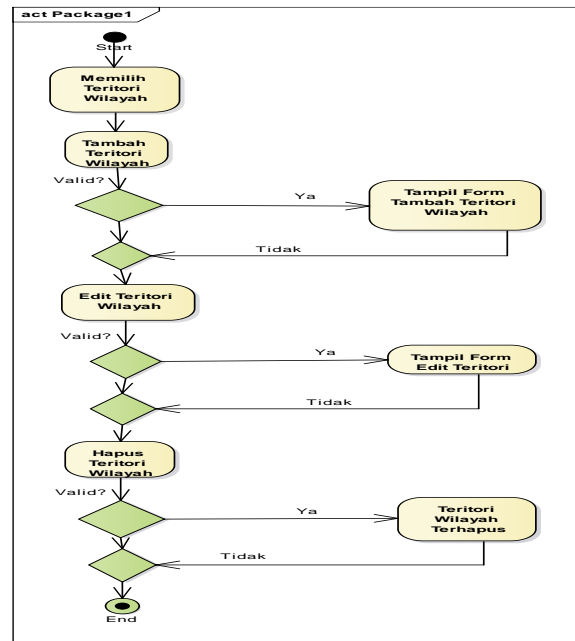 act Package1
Start
Memilih
Teritori
Wilayah
Tambah
Teritori
Wilayah
Valid?
Ya
Tampil Form
Tambah Teritori
Wilayah
Tidak
Edit Teritori
Wilayah
Valid?
Ya
Tampil Form
Edit Teritori
Tidak
Hapus
Teritori
Wilayah
Valid?
Ya
Teritori
Wilayah
Terhapus
Tidak
End